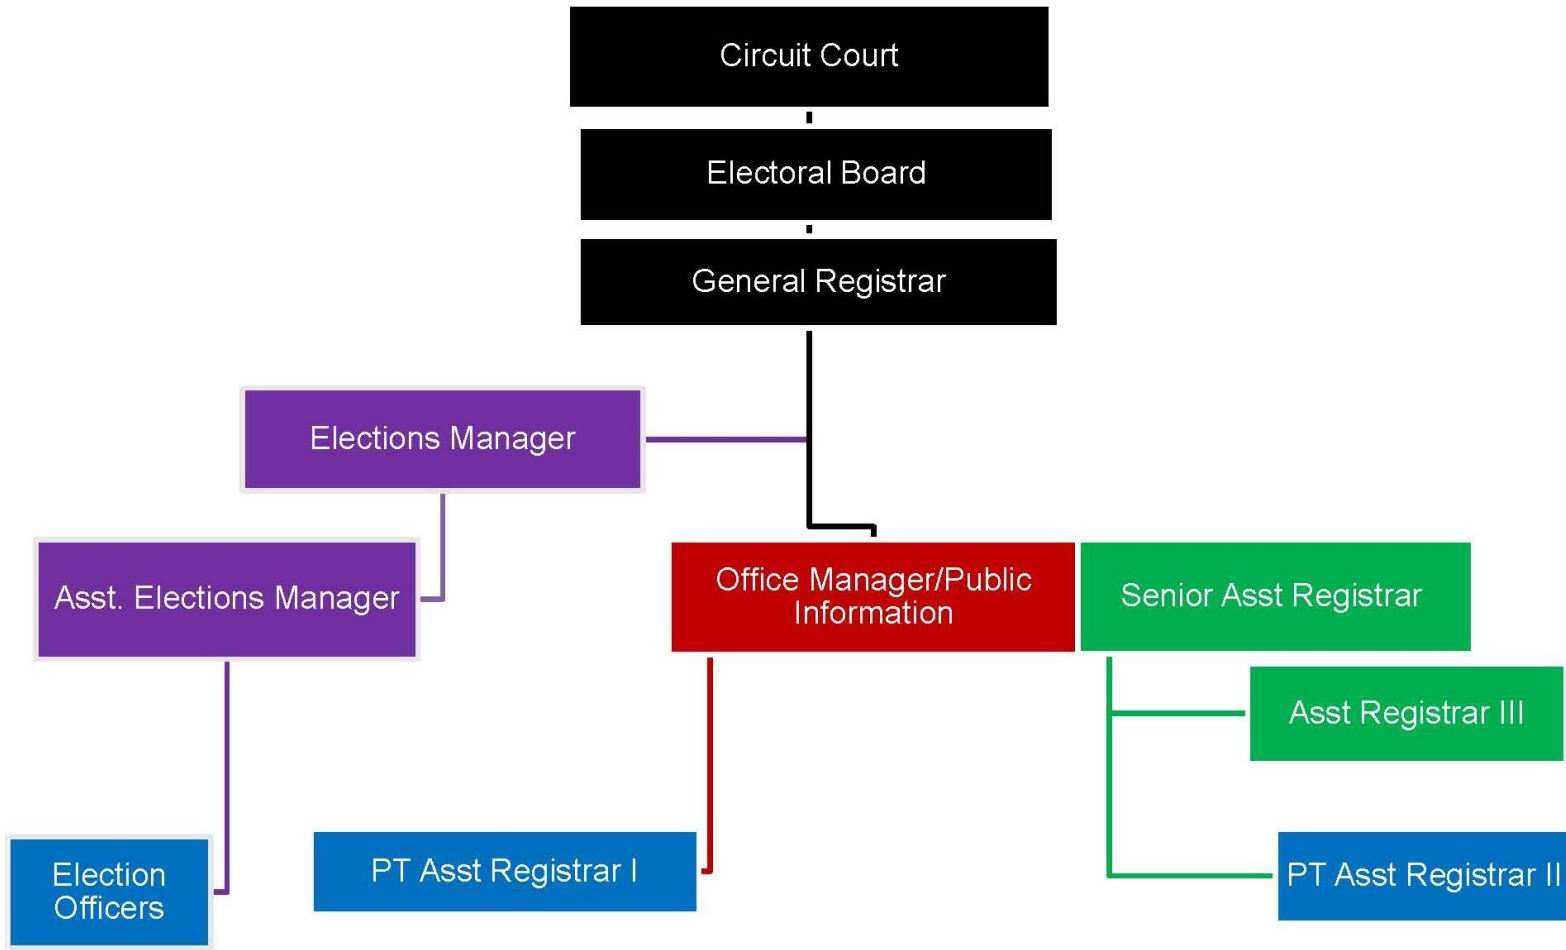 Circuit Court
Electoral Board
General Registrar
Elections Manager
Asst. Elections Manager
Office Manager/Public
Information
Senior Asst Registrar
Asst Registrar III
Election
Officers
PT Asst Registrar I
PT Asst Registrar II